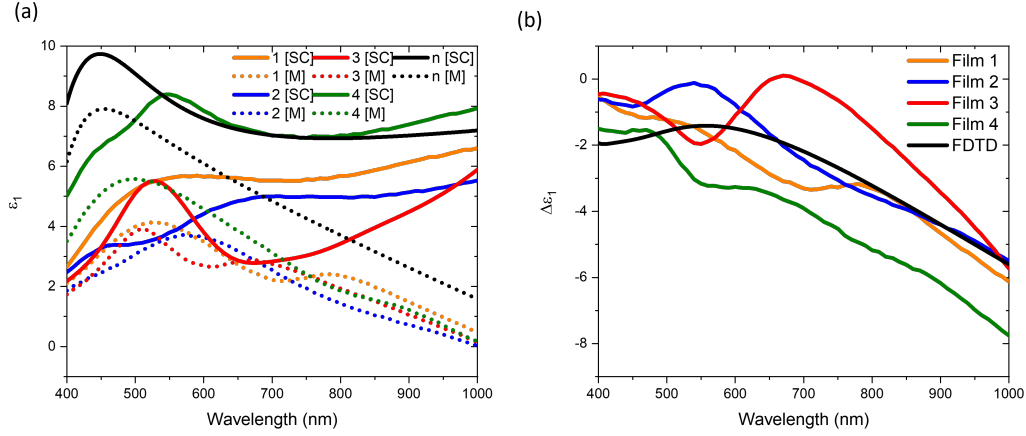 (a)
10
8
6
4
2
0
ε1
400 500 600 700 800 900 1000
Wavelength (nm)
1 [SC] 3 [SC] n [SC]
1 [M] 3 [M] n [M]
2 [SC] 4 [SC]
2 [M] 4 [M]
(b)
0
-2
-4
-6
-8
Δε1
400 500 600 700 800 900 1000
Wavelength (nm)
Film 1
Film 2
Film 3
Film 4
FDTD